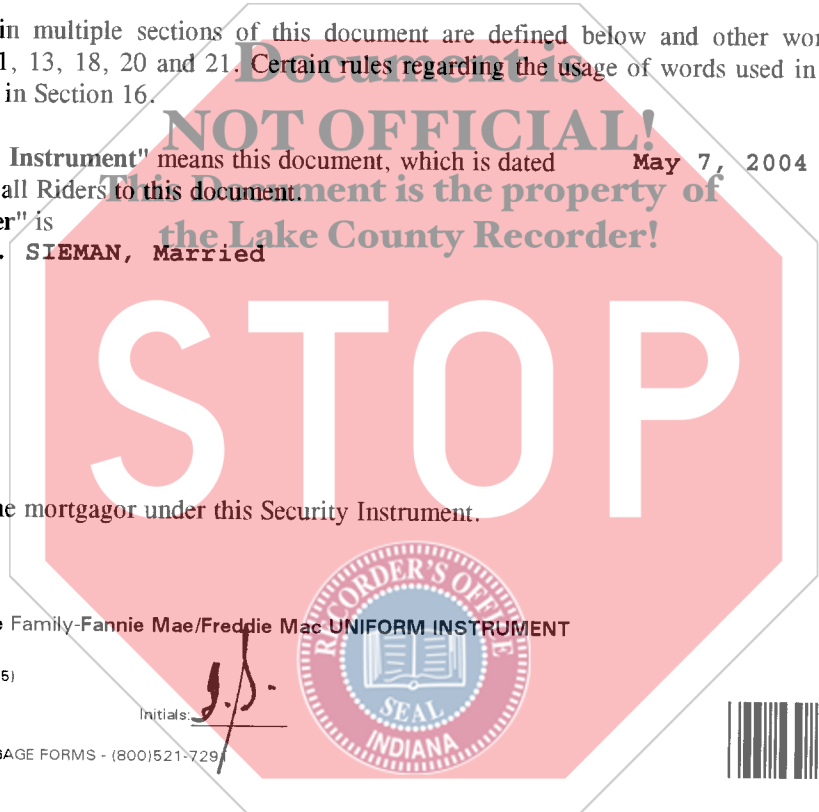 in multiple sections of this document are defined below and other wor
1, 13, 18, 20 and 21. Certain rules regarding the usage of words used in
in Section 16.
Document is
NOT OFFICIAL!
This Document is the property of
the Lake County Recorder!
Instrument" means this document, which is dated May 7, 2004
all Riders to this document.
er" is
. SIEMAN, Married
STOP
e mortgagor under this Security Instrument.
RECORDER'S OFFICE
SEAL
INDIANA
e Family-Fannie Mae/Freddie Mac UNIFORM INSTRUMENT
5)
Initials: J.S.
GAGE FORMS - (800)521-7291